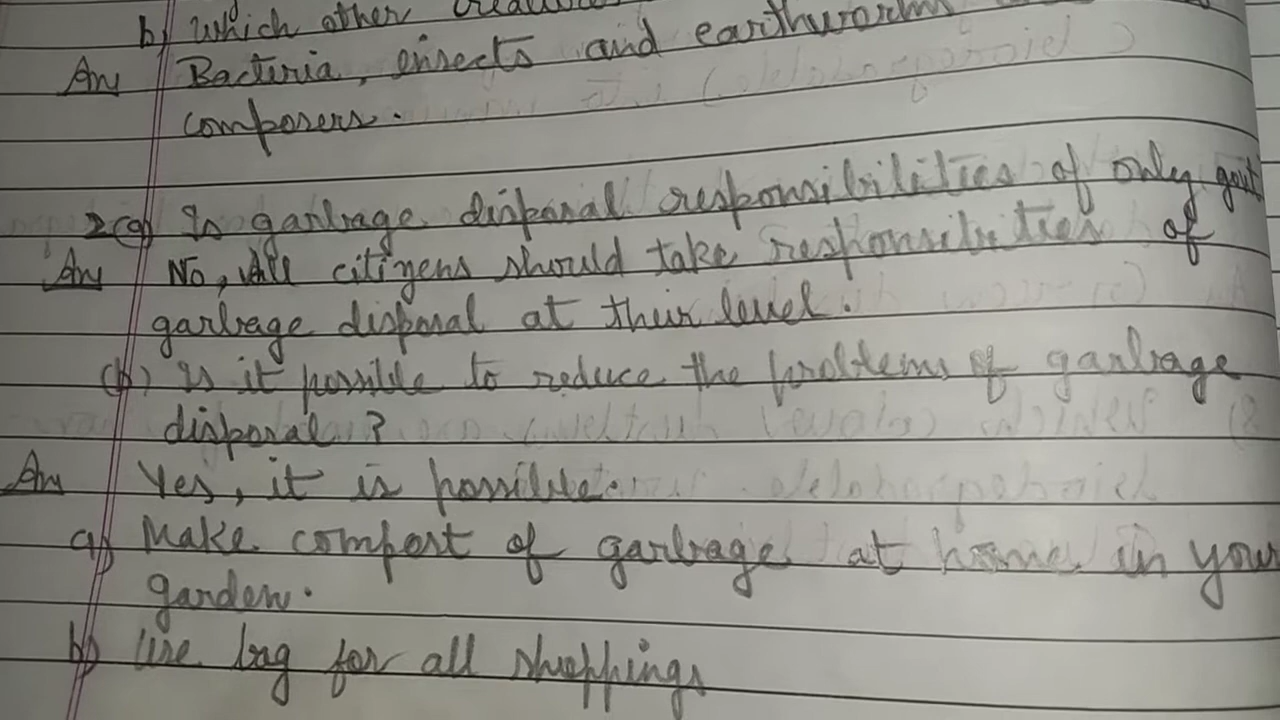 b) Which other
Ans Bacteria, insects and earthworms
composers.
2(a) Is garbage disposal responsibilities of only govt
Ans No, All citizens should take responsibilities of
garbage disposal at their level.
(b) Is it possible to reduce the problems of garbage
disposal ?
Ans Yes, it is possible.
a) Make compost of garbage at home in your
garden.
b) Use bag for all shoppings